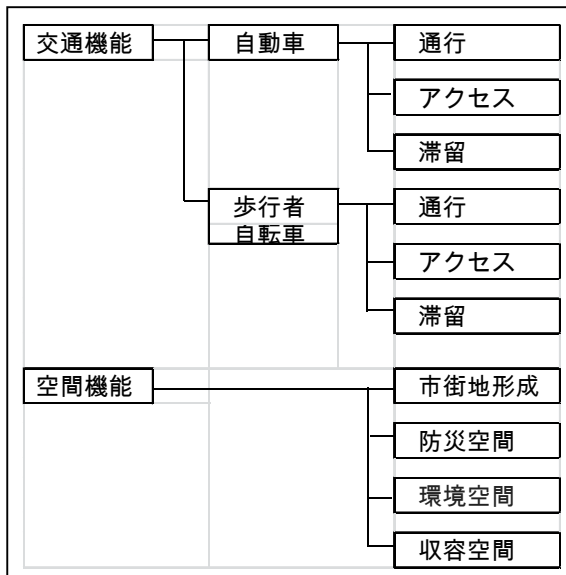 交通機能
自動車
通行
アクセス
滞留
歩行者
自転車
通行
アクセス
滞留
空間機能
市街地形成
防災空間
環境空間
収容空間